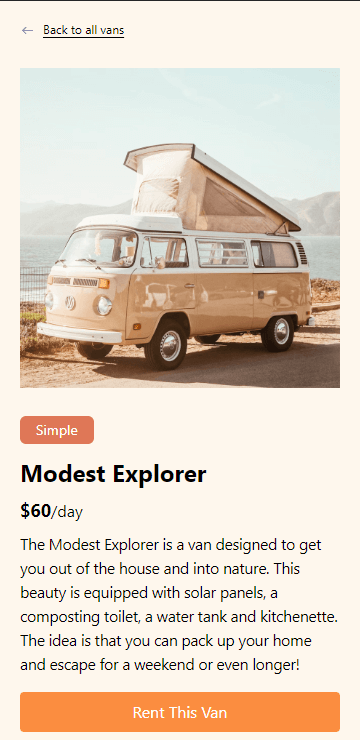 ← Back to all vans
Simple
Modest Explorer
$60/day
The Modest Explorer is a van designed to get
you out of the house and into nature. This
beauty is equipped with solar panels, a
composting toilet, a water tank and kitchenette.
The idea is that you can pack up your home
and escape for a weekend or even longer!
Rent This Van